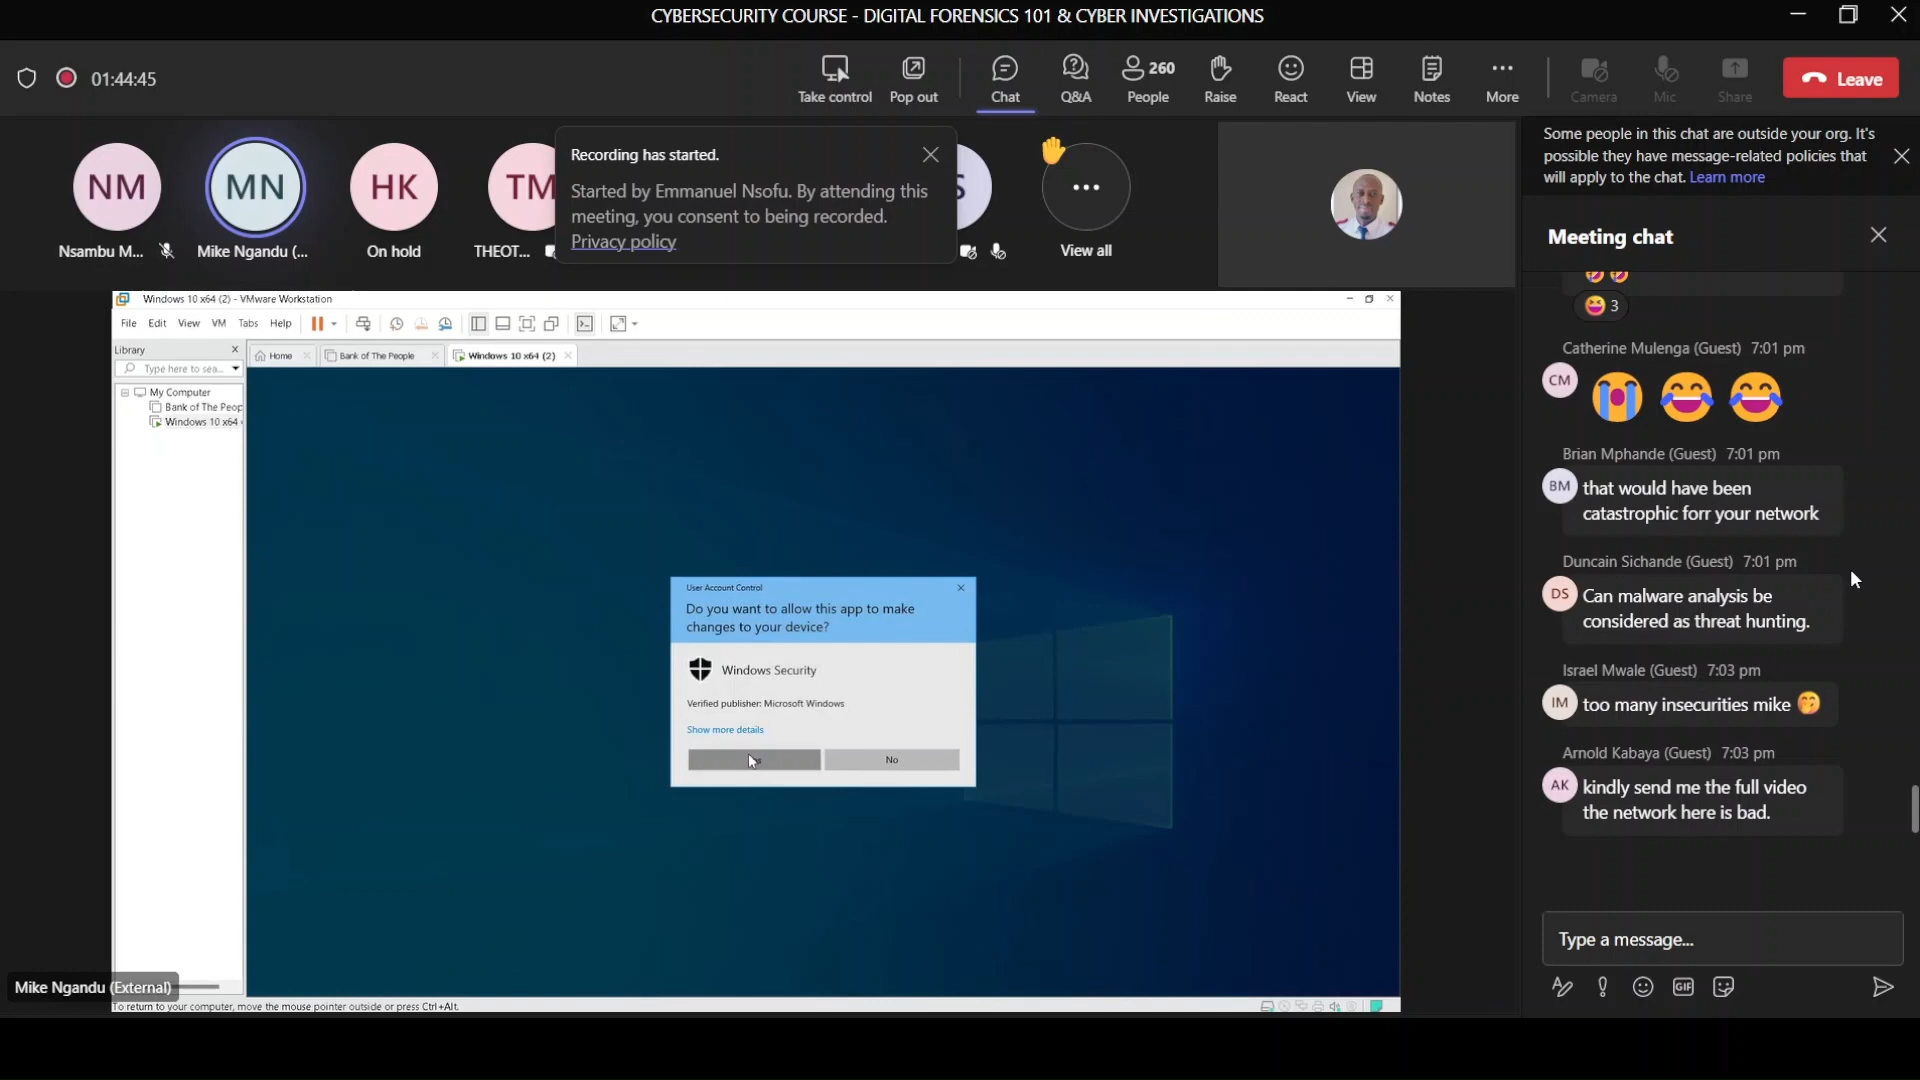 CYBERSECURITY COURSE - DIGITAL FORENSICS 101 & CYBER INVESTIGATIONS
01:44:45
Take control
Pop out
Chat
Q&A
260
People
Raise
React
View
Notes
More
Camera
Mic
Share
Leave
NM
MN
HK
TM
S
Nsambu M...
Mike Ngandu (...
On hold
THEOT...
View all
Recording has started.
Started by Emmanuel Nsofu. By attending this
meeting, you consent to being recorded.
Privacy policy
Some people in this chat are outside your org. It's
possible they have message-related policies that
will apply to the chat. Learn more
Meeting chat
3
Catherine Mulenga (Guest) 7:01 pm
CM
Brian Mphande (Guest) 7:01 pm
BM
that would have been
catastrophic forr your network
Duncain Sichande (Guest) 7:01 pm
DS
Can malware analysis be
considered as threat hunting.
Israel Mwale (Guest) 7:03 pm
IM
too many insecurities mike
Arnold Kabaya (Guest) 7:03 pm
AK
kindly send me the full video
the network here is bad.
Type a message...
GIF
Windows 10 x64 (2) - VMware Workstation
File Edit View VM Tabs Help
Library
Type here to sea...
My Computer
Bank of The Peop
Windows 10 x64
Home
Bank of The People
Windows 10 x64 (2)
User Account Control
Do you want to allow this app to make
changes to your device?
Windows Security
Verified publisher: Microsoft Windows
Show more details
No
Mike Ngandu (External)
To return to your computer, move the mouse pointer outside or press Ctrl+Alt.